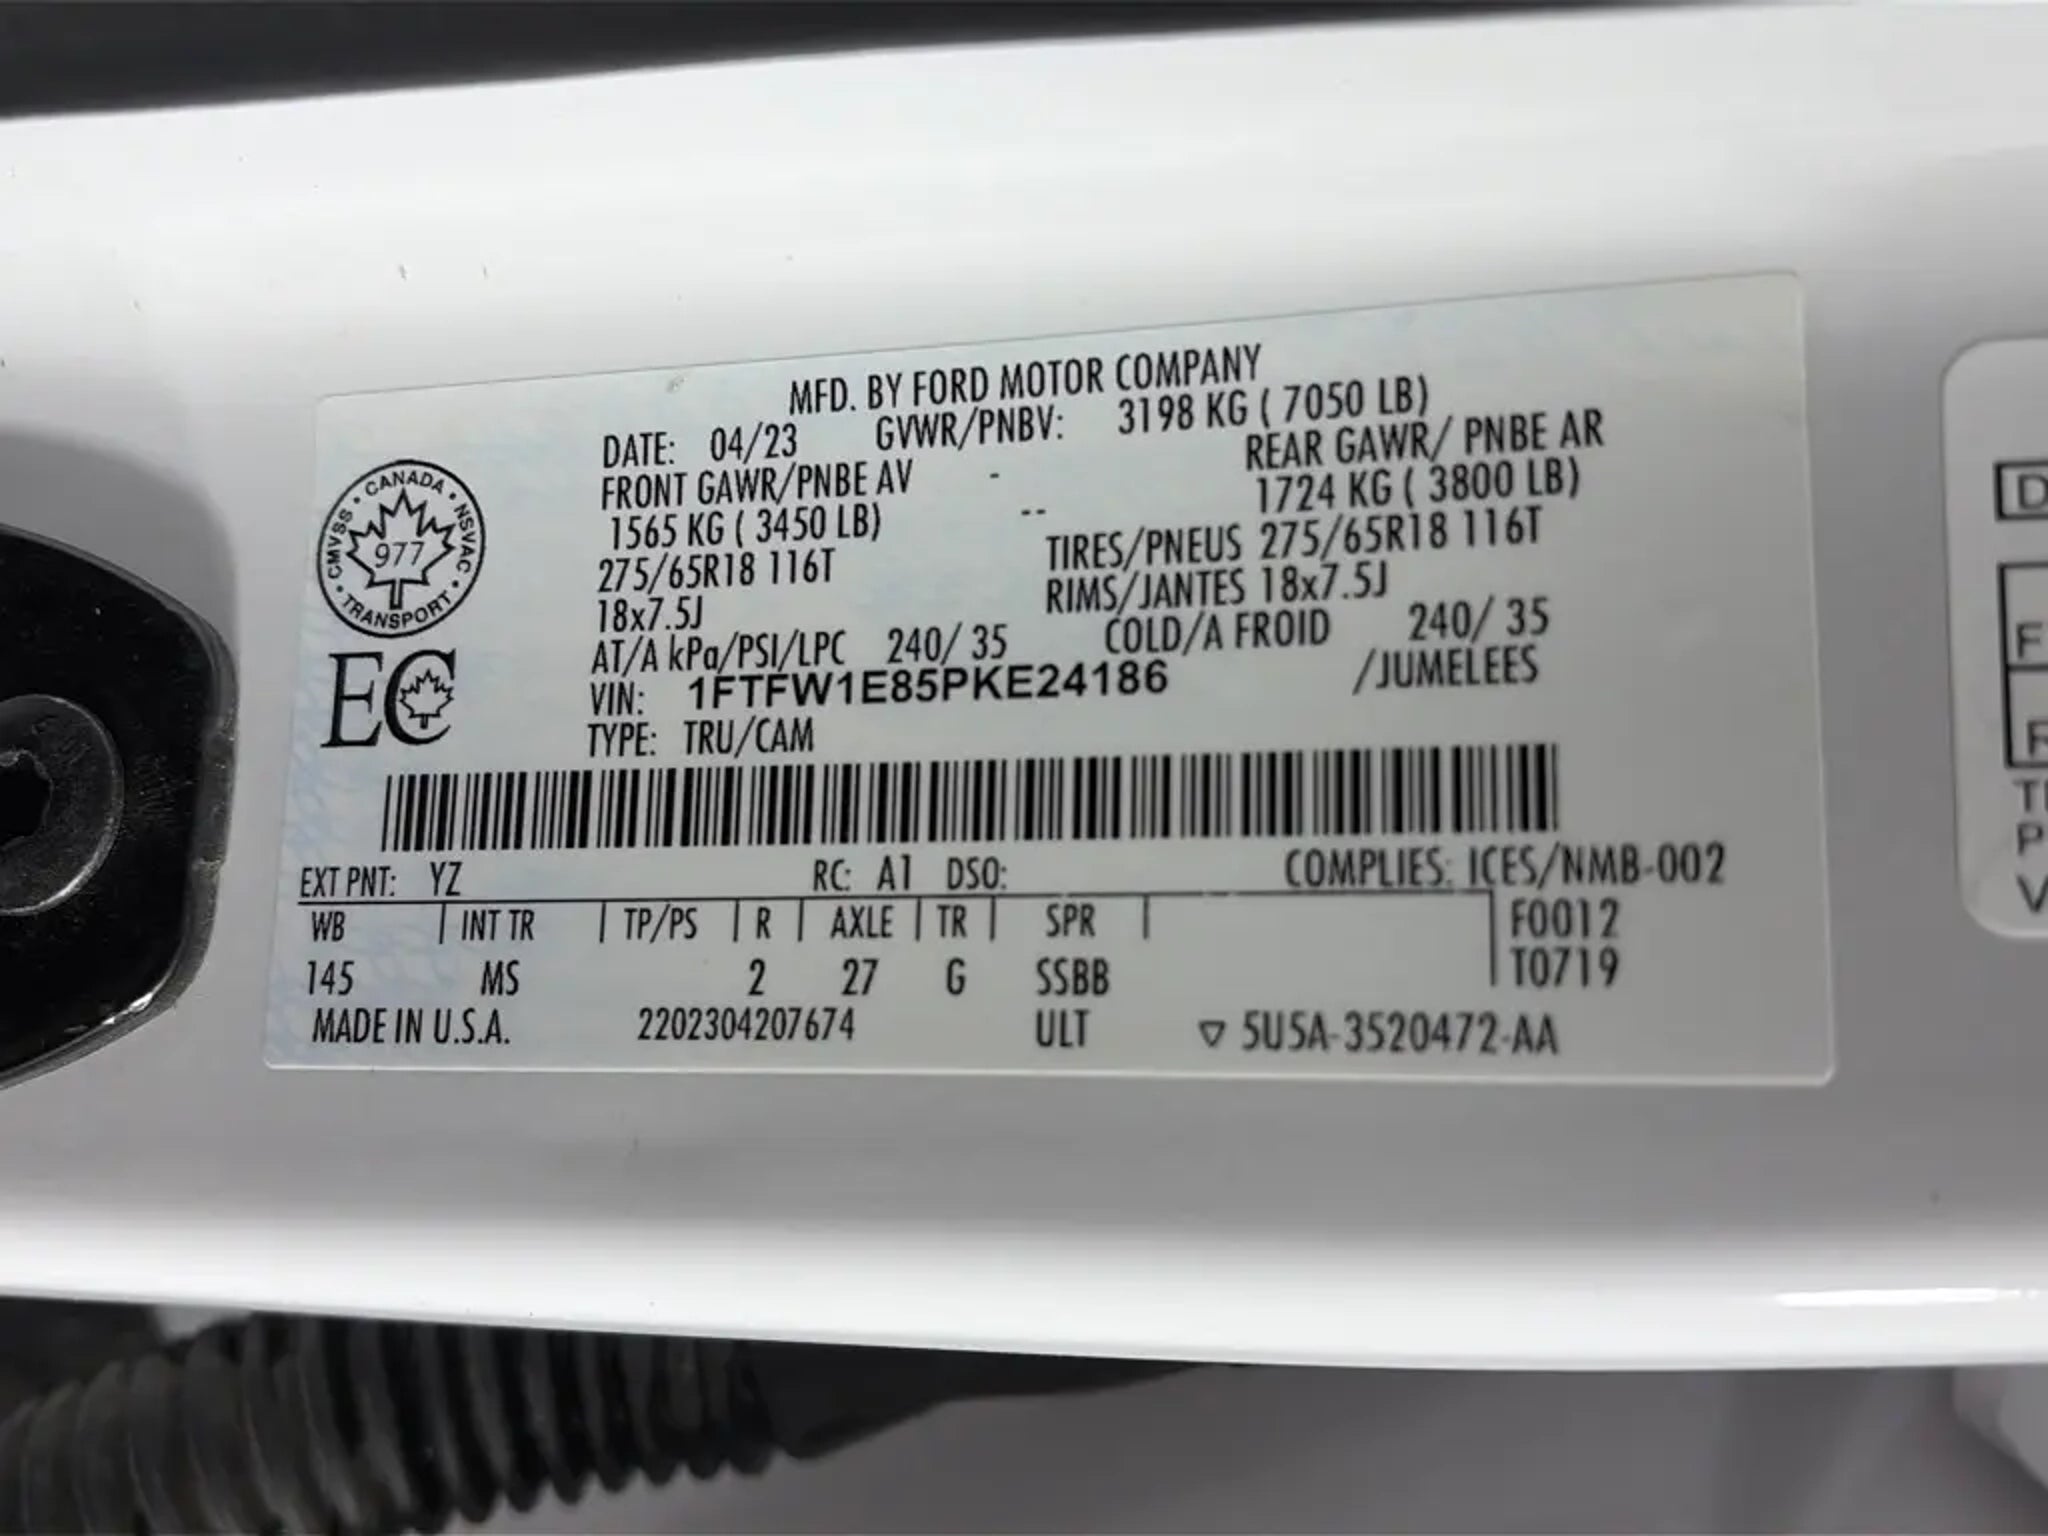 MFD. BY FORD MOTOR COMPANY
DATE: 04/23 GVWR/PNBV: 3198 KG ( 7050 LB)
FRONT GAWR/PNBE AV - REAR GAWR/ PNBE AR
1565 KG ( 3450 LB) -- 1724 KG ( 3800 LB)
275/65R18 116T TIRES/PNEUS 275/65R18 116T
18x7.5J RIMS/JANTES 18x7.5J
AT/A kPa/PSI/LPC 240/ 35 COLD/A FROID 240/ 35
VIN: 1FTFW1E85PKE24186 /JUMELEES
TYPE: TRU/CAM
CANADA · NSVAC · TRANSPORT · CMVSS ·
977
EC
EXT PNT: YZ RC: A1 DSO: COMPLIES: ICES/NMB-002
WB | INT TR | TP/PS | R | AXLE | TR | SPR | F0012
145 MS 2 27 G SSBB T0719
MADE IN U.S.A. 2202304207674 ULT ▽ 5U5A-3520472-AA
D
F
R
P
V